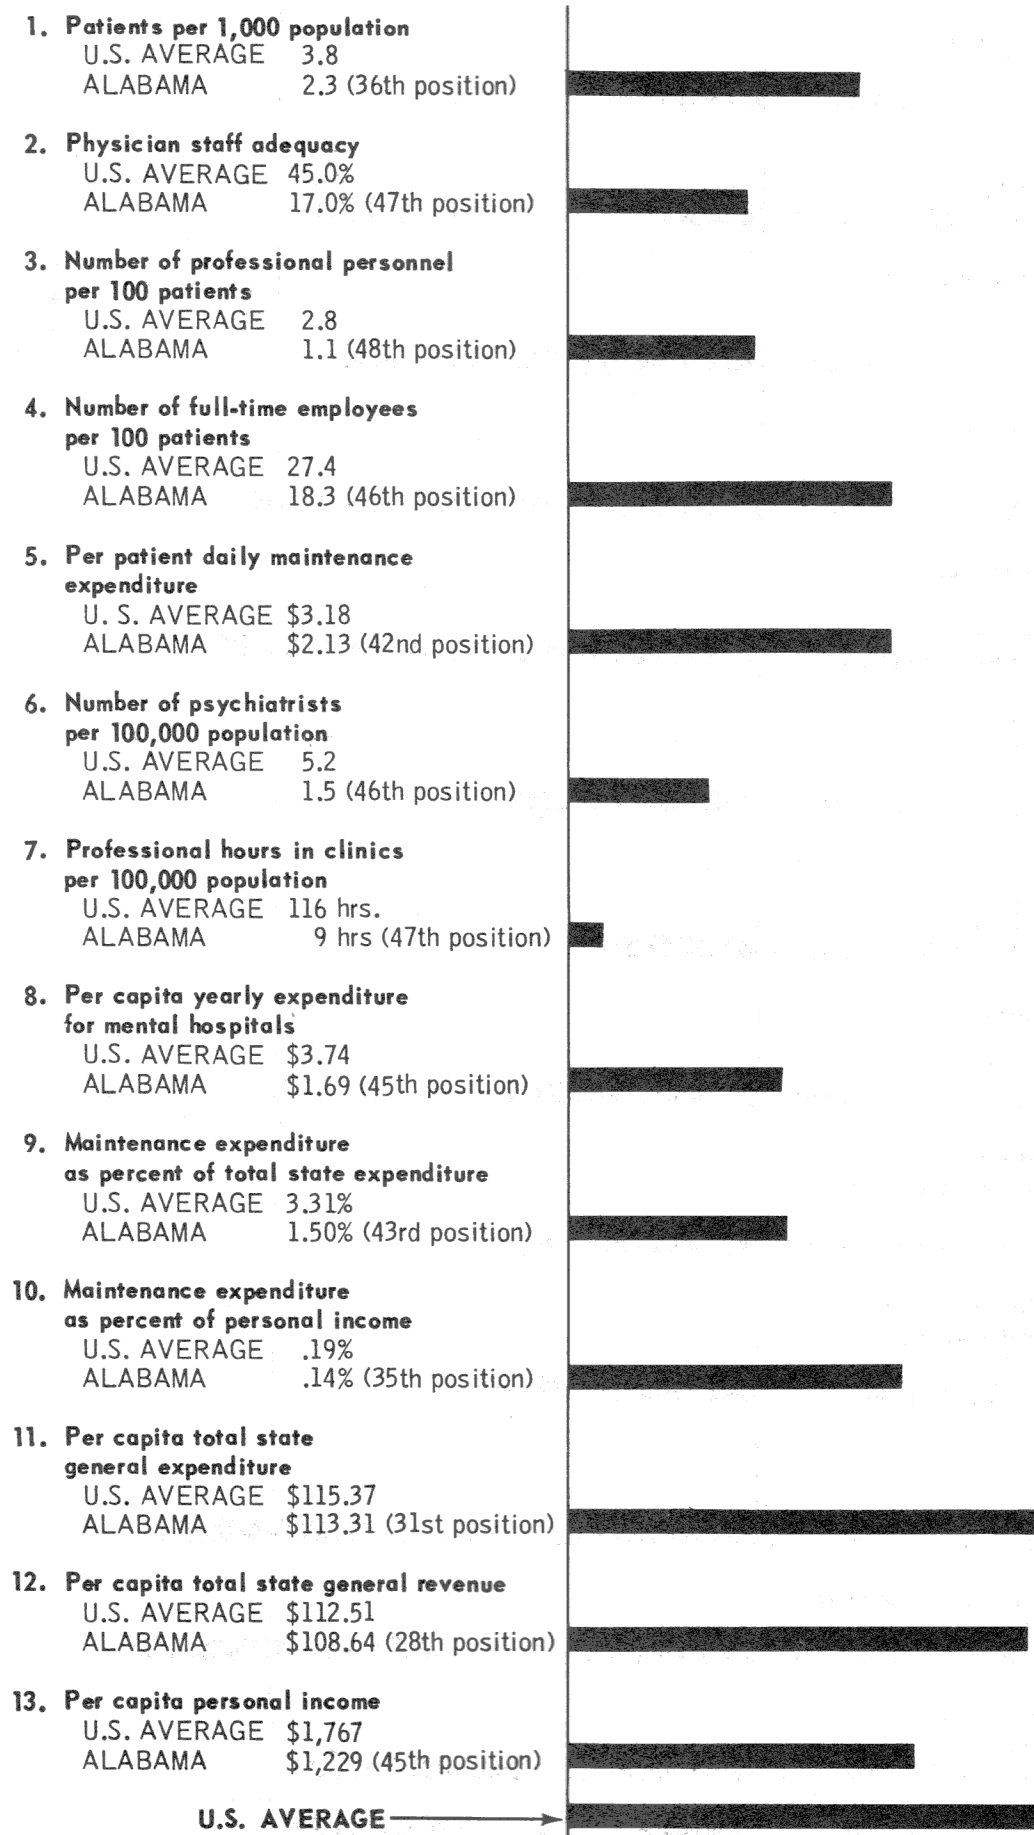 1. Patients per 1,000 population
U.S. AVERAGE 3.8
ALABAMA 2.3 (36th position)
2. Physician staff adequacy
U.S. AVERAGE 45.0%
ALABAMA 17.0% (47th position)
3. Number of professional personnel
per 100 patients
U.S. AVERAGE 2.8
ALABAMA 1.1 (48th position)
4. Number of full-time employees
per 100 patients
U.S. AVERAGE 27.4
ALABAMA 18.3 (46th position)
5. Per patient daily maintenance
expenditure
U. S. AVERAGE $3.18
ALABAMA $2.13 (42nd position)
6. Number of psychiatrists
per 100,000 population
U.S. AVERAGE 5.2
ALABAMA 1.5 (46th position)
7. Professional hours in clinics
per 100,000 population
U.S. AVERAGE 116 hrs.
ALABAMA 9 hrs (47th position)
8. Per capita yearly expenditure
for mental hospitals
U.S. AVERAGE $3.74
ALABAMA $1.69 (45th position)
9. Maintenance expenditure
as percent of total state expenditure
U.S. AVERAGE 3.31%
ALABAMA 1.50% (43rd position)
10. Maintenance expenditure
as percent of personal income
U.S. AVERAGE .19%
ALABAMA .14% (35th position)
11. Per capita total state
general expenditure
U.S. AVERAGE $115.37
ALABAMA $113.31 (31st position)
12. Per capita total state general revenue
U.S. AVERAGE $112.51
ALABAMA $108.64 (28th position)
13. Per capita personal income
U.S. AVERAGE $1,767
ALABAMA $1,229 (45th position)
U.S. AVERAGE